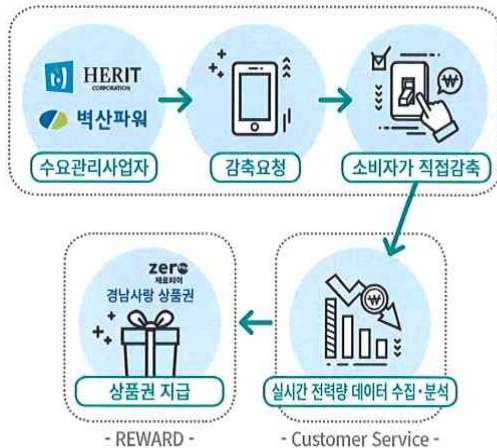 HERIT
CORPORATION
벽산파워
수요관리사업자
감축요청
소비자가 직접감축
zero
제로페이
경남사랑 상품권
상품권 지급
실시간 전력량 데이터 수집·분석
- REWARD -
- Customer Service -